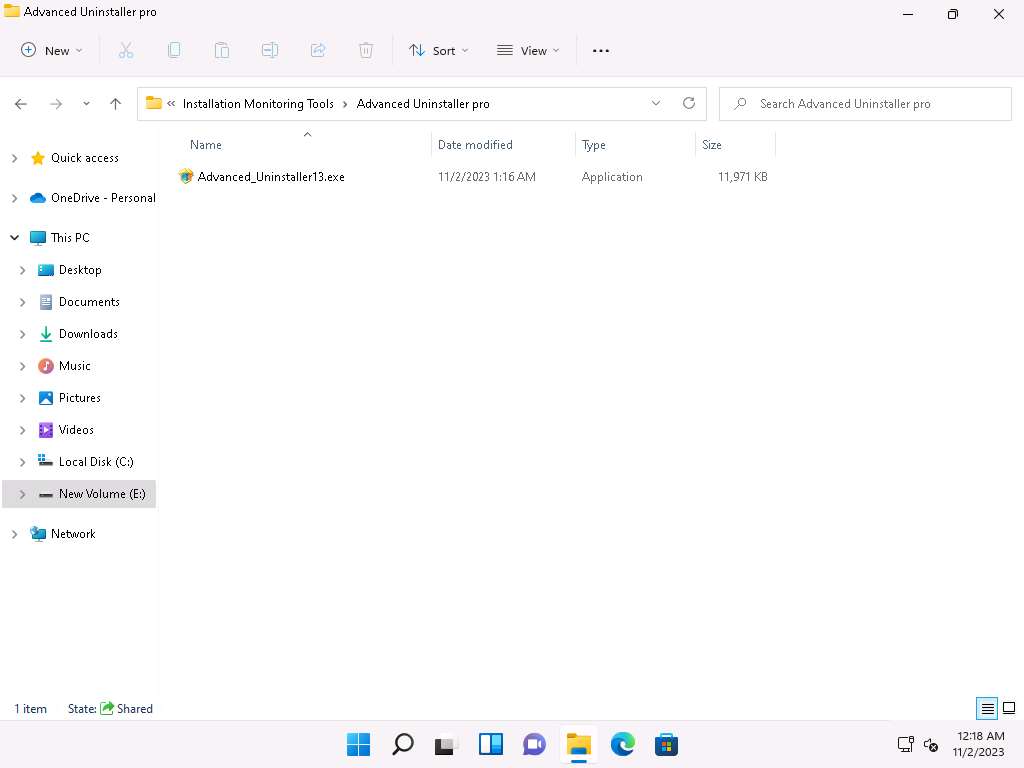 Advanced Uninstaller pro
New
Sort
View
« Installation Monitoring Tools › Advanced Uninstaller pro
Search Advanced Uninstaller pro
Name Date modified Type Size
Advanced_Uninstaller13.exe 11/2/2023 1:16 AM Application 11,971 KB
Quick access
OneDrive - Personal
This PC
Desktop
Documents
Downloads
Music
Pictures
Videos
Local Disk (C:)
New Volume (E:)
Network
1 item State: Shared
12:18 AM
11/2/2023